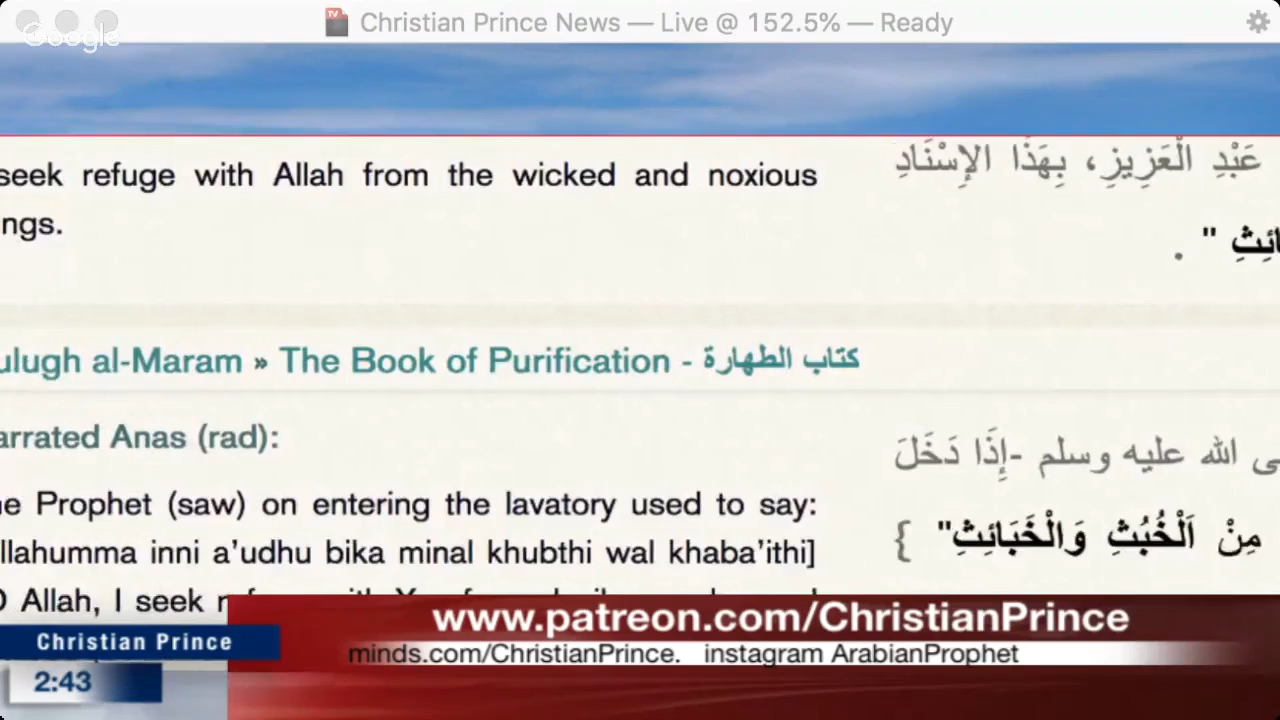 Google
Christian Prince News — Live @ 152.5% — Ready
seek refuge with Allah from the wicked and noxious
ngs.
عَبْدِ الْعَزِيزِ، بِهَذَا الإِسْنَادِ
ائِثِ " .
ulugh al-Maram » The Book of Purification - كتاب الطهارة
arrated Anas (rad):
e Prophet (saw) on entering the lavatory used to say:
llahumma inni a'udhu bika minal khubthi wal khaba'ithi]
O Allah, I seek
ى الله عليه وسلم -إِذَا دَخَلَ
مِنْ اَلْخُبُثِ وَالْخَبَائِثِ" }
www.patreon.com/ChristianPrince
Christian Prince
minds.com/ChristianPrince. instagram ArabianProphet
2:43